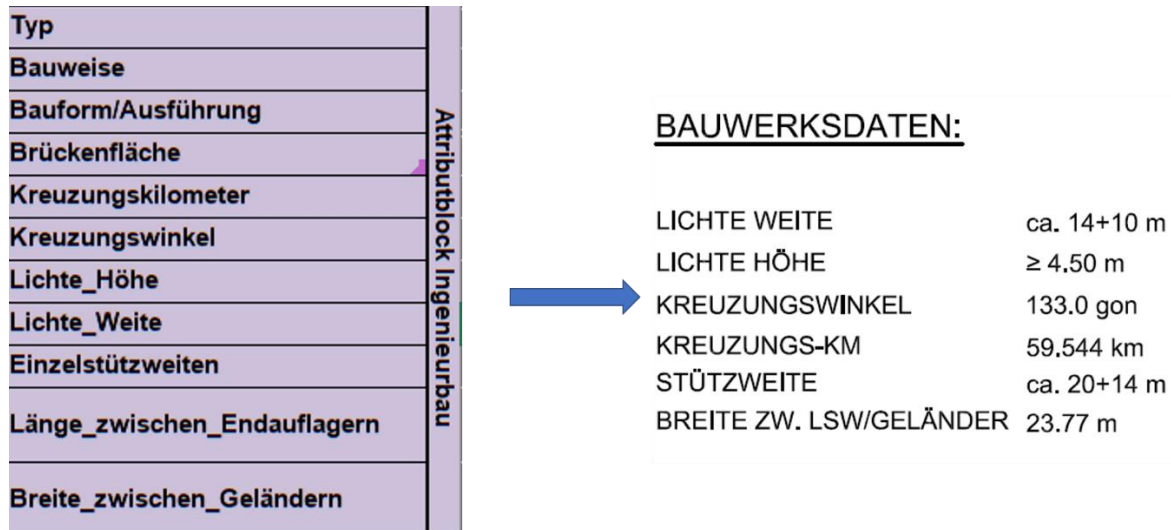 Typ
Bauweise
Bauform/Ausführung
Brückenfläche
Kreuzungskilometer
Kreuzungswinkel
Lichte_Höhe
Lichte_Weite
Einzelstützweiten
Länge_zwischen_Endauflagern
Breite_zwischen_Geländern
Attributblock Ingenieurbau
BAUWERKSDATEN:
LICHTE WEITE ca. 14+10 m
LICHTE HÖHE ≥ 4.50 m
KREUZUNGSWINKEL 133.0 gon
KREUZUNGS-KM 59.544 km
STÜTZWEITE ca. 20+14 m
BREITE ZW. LSW/GELÄNDER 23.77 m